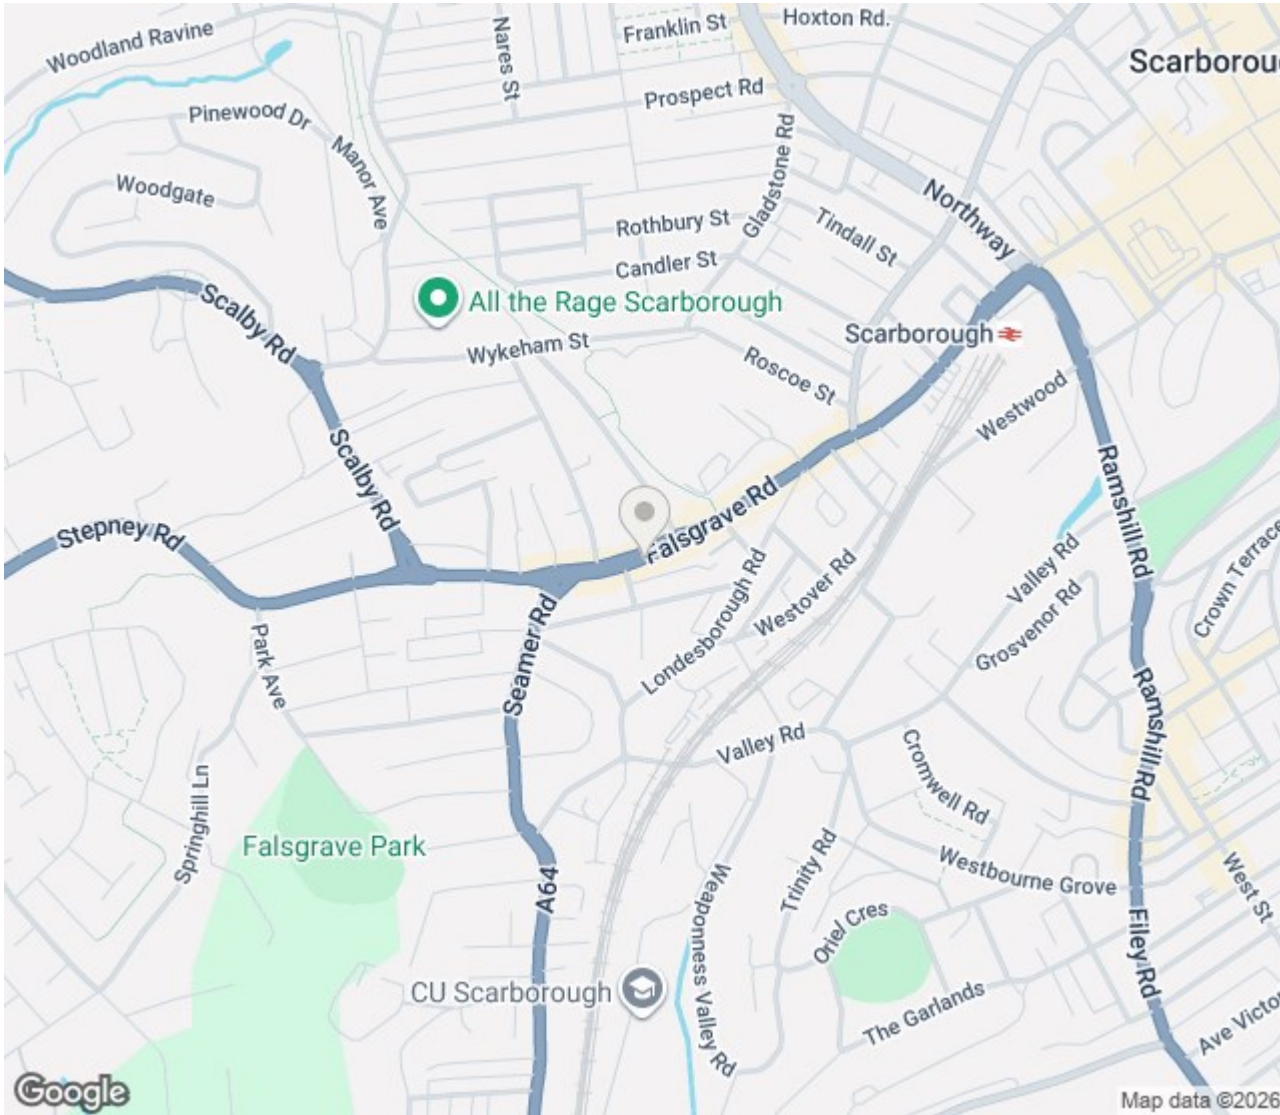 Woodland Ravine
Nares St
Franklin St
Hoxton Rd.
Scarborou
Prospect Rd
Pinewood Dr
Manor Ave
Gladstone Rd
Woodgate
Northway
Rothbury St
Tindall St
Candler St
Scalby Rd
All the Rage Scarborough
Scarborough
Wykeham St
Roscoe St
Westwood
Scalby Rd
Ramshill Rd
Stepney Rd
Falsgrave Rd
Valley Rd
Crown Terrace
Londesborough Rd
Westover Rd
Grosvenor Rd
Seamer Rd
Park Ave
Ramshill Rd
Valley Rd
Cromwell Rd
Springhill Ln
Falsgrave Park
Trinity Rd
Westbourne Grove
West St
A64
Weaponness Valley Rd
Oriel Cres
Filey Rd
CU Scarborough
The Garlands
Ave Victo
Google
Map data ©2026